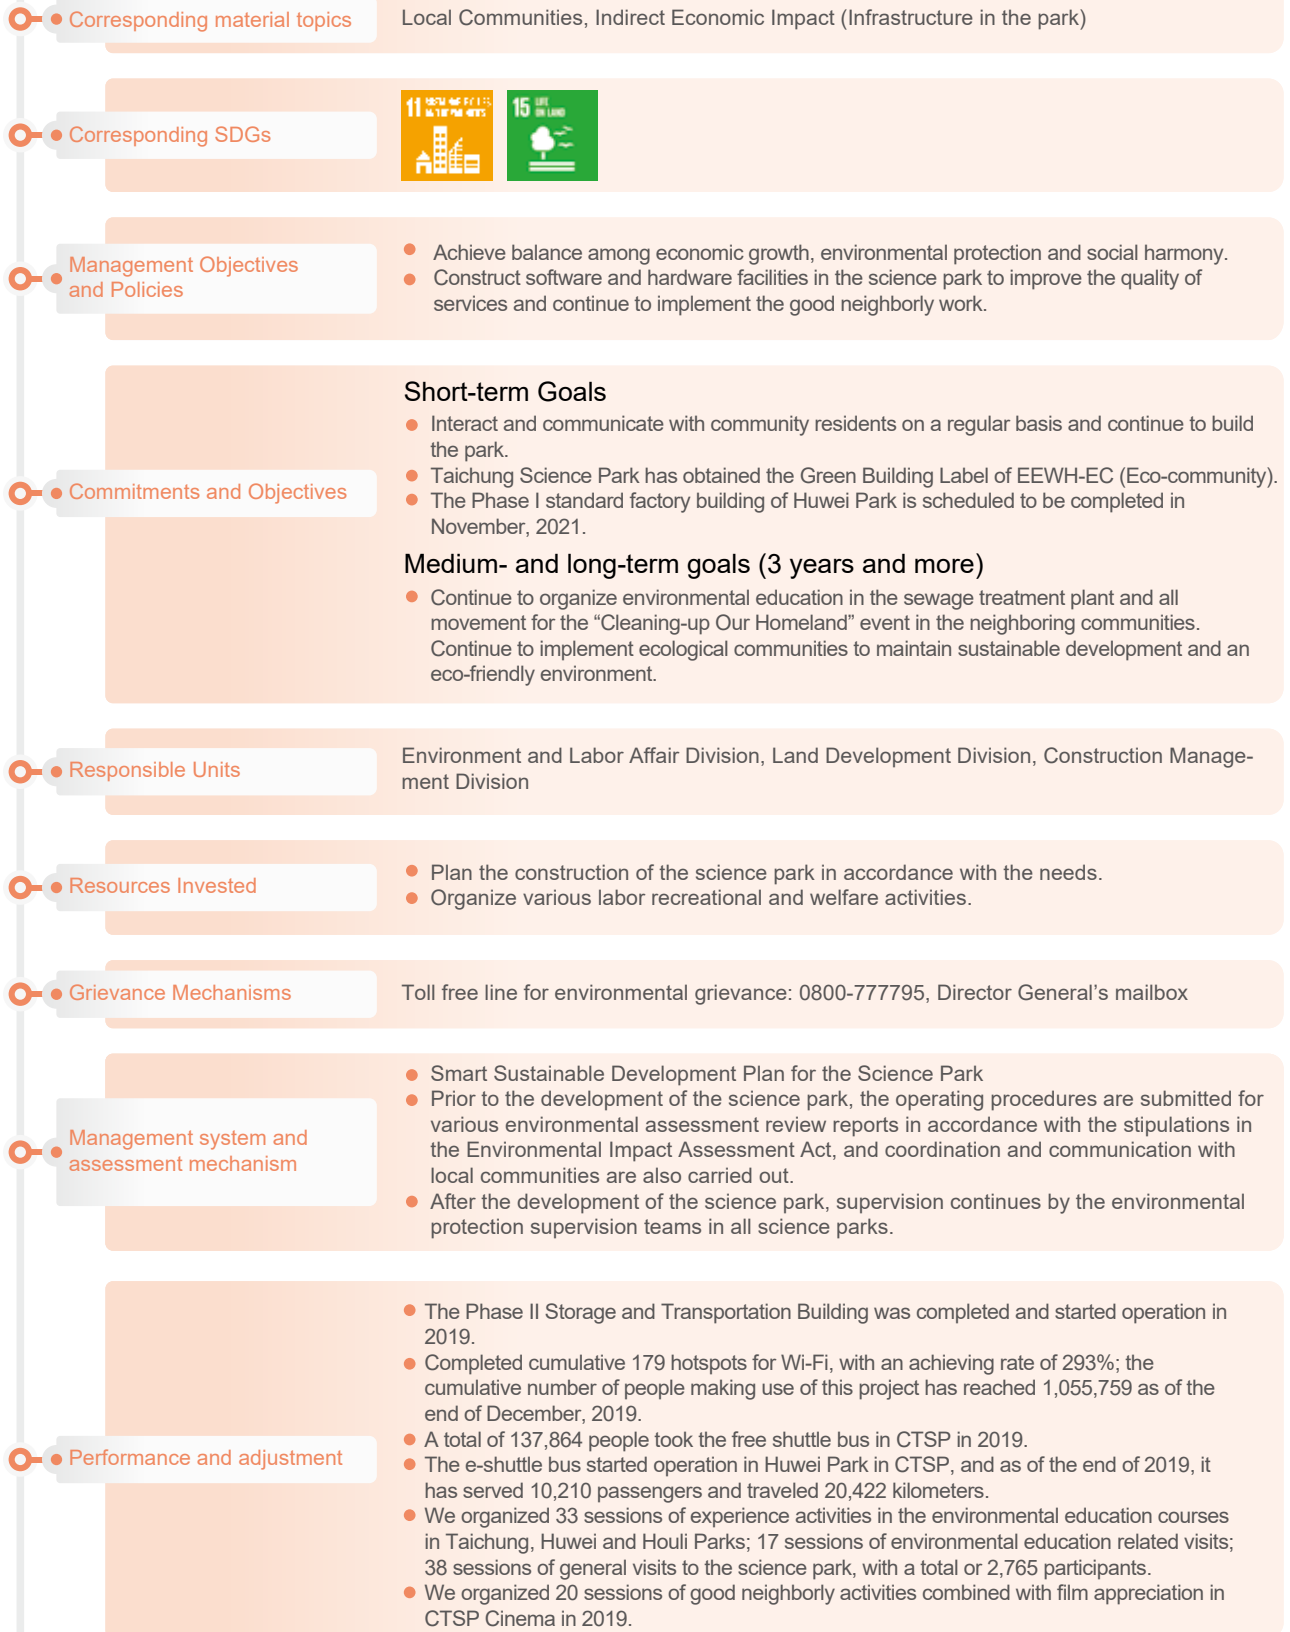 Corresponding material topics
Local Communities, Indirect Economic Impact (Infrastructure in the park)
Corresponding SDGs
11
15 LIFE
ON LAND
Management Objectives
and Policies
Achieve balance among economic growth, environmental protection and social harmony.
Construct software and hardware facilities in the science park to improve the quality of
services and continue to implement the good neighborly work.
Commitments and Objectives
Short-term Goals
Interact and communicate with community residents on a regular basis and continue to build
the park.
Taichung Science Park has obtained the Green Building Label of EEWH-EC (Eco-community).
The Phase I standard factory building of Huwei Park is scheduled to be completed in
November, 2021.
Medium- and long-term goals (3 years and more)
Continue to organize environmental education in the sewage treatment plant and all
movement for the “Cleaning-up Our Homeland” event in the neighboring communities.
Continue to implement ecological communities to maintain sustainable development and an
eco-friendly environment.
Responsible Units
Environment and Labor Affair Division, Land Development Division, Construction Manage-
ment Division
Resources Invested
Plan the construction of the science park in accordance with the needs.
Organize various labor recreational and welfare activities.
Grievance Mechanisms
Toll free line for environmental grievance: 0800-777795, Director General’s mailbox
Management system and
assessment mechanism
Smart Sustainable Development Plan for the Science Park
Prior to the development of the science park, the operating procedures are submitted for
various environmental assessment review reports in accordance with the stipulations in
the Environmental Impact Assessment Act, and coordination and communication with
local communities are also carried out.
After the development of the science park, supervision continues by the environmental
protection supervision teams in all science parks.
Performance and adjustment
The Phase II Storage and Transportation Building was completed and started operation in
2019.
Completed cumulative 179 hotspots for Wi-Fi, with an achieving rate of 293%; the
cumulative number of people making use of this project has reached 1,055,759 as of the
end of December, 2019.
A total of 137,864 people took the free shuttle bus in CTSP in 2019.
The e-shuttle bus started operation in Huwei Park in CTSP, and as of the end of 2019, it
has served 10,210 passengers and traveled 20,422 kilometers.
We organized 33 sessions of experience activities in the environmental education courses
in Taichung, Huwei and Houli Parks; 17 sessions of environmental education related visits;
38 sessions of general visits to the science park, with a total or 2,765 participants.
We organized 20 sessions of good neighborly activities combined with film appreciation in
CTSP Cinema in 2019.